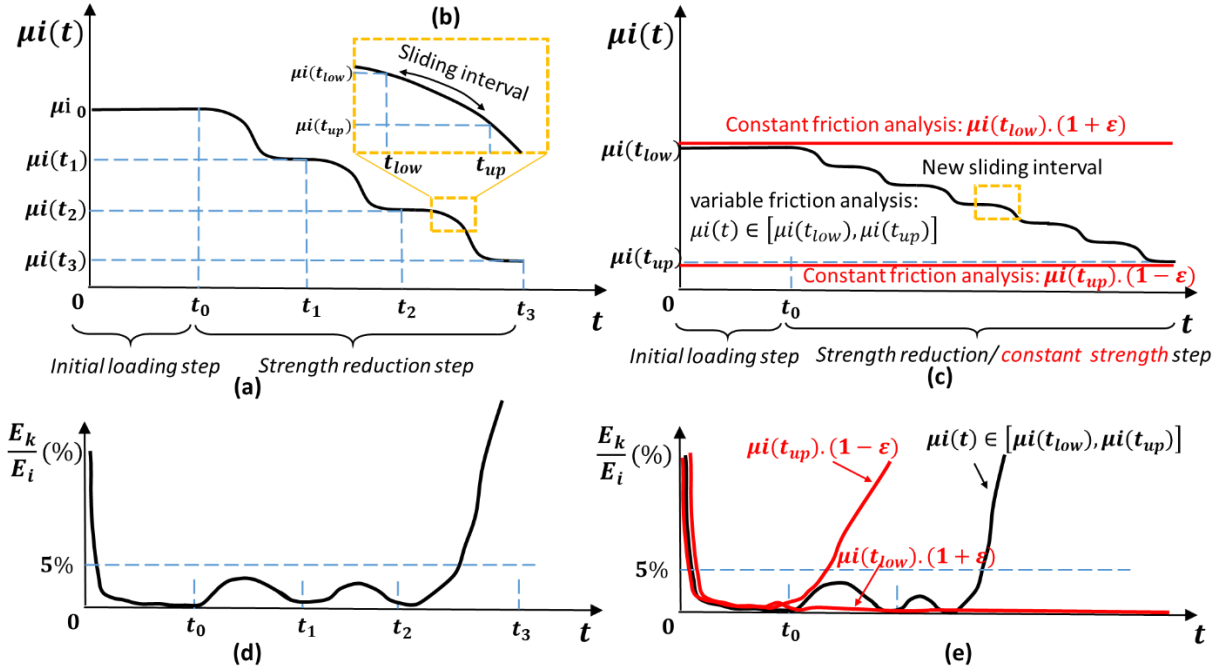 μi(t)
(b)
Sliding interval
μi(t_low)
μi(t_up)
t_low
t_up
μi ₀
μi(t₁)
μi(t₂)
μi(t₃)
0
t₀
t₁
t₂
t₃
t
Initial loading step
Strength reduction step
(a)
μi(t)
Constant friction analysis: μi(t_low). (1 + ε)
μi(t_low)
New sliding interval
variable friction analysis:
μi(t) ∈ [μi(t_low), μi(t_up)]
μi(t_up)
Constant friction analysis: μi(t_up). (1 − ε)
0
t₀
t
Initial loading step
Strength reduction/ constant strength step
(c)
E_k/E_i (%)
5%
0
t₀
t₁
t₂
t₃
t
(d)
E_k/E_i (%)
μi(t_up). (1 − ε)
μi(t) ∈ [μi(t_low), μi(t_up)]
5%
μi(t_low). (1 + ε)
0
t₀
t
(e)